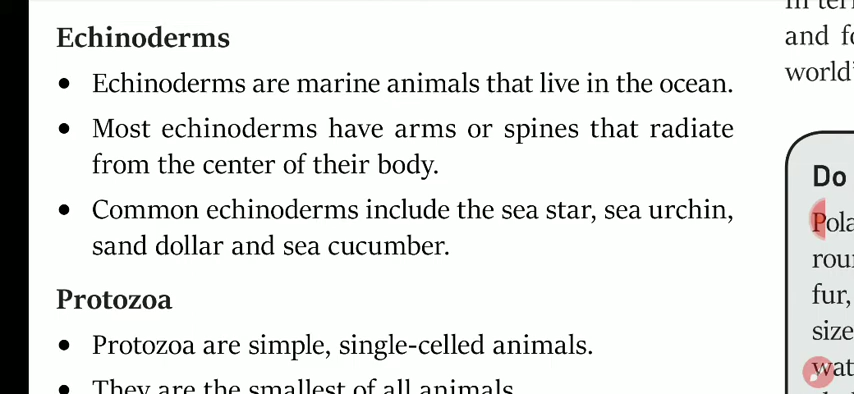 Echinoderms
• Echinoderms are marine animals that live in the ocean.
• Most echinoderms have arms or spines that radiate
from the center of their body.
• Common echinoderms include the sea star, sea urchin,
sand dollar and sea cucumber.
Protozoa
• Protozoa are simple, single-celled animals.
• They are the smallest of all animals.
and fo
world'
Do
Pola
rour
fur,
size
wat